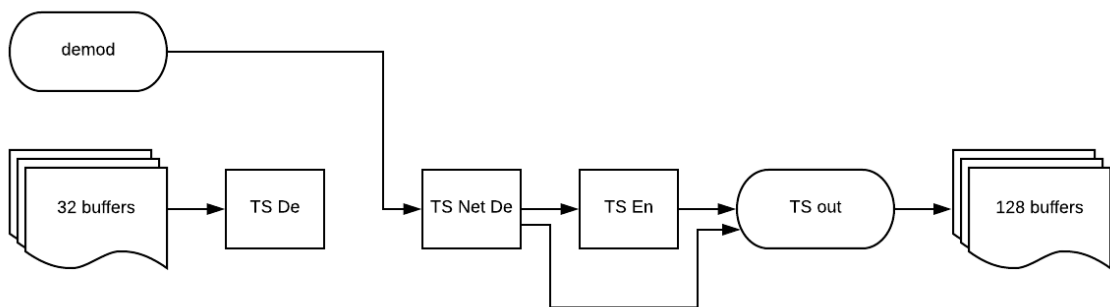 demod
32 buffers
TS De
TS Net De
TS En
TS out
128 buffers